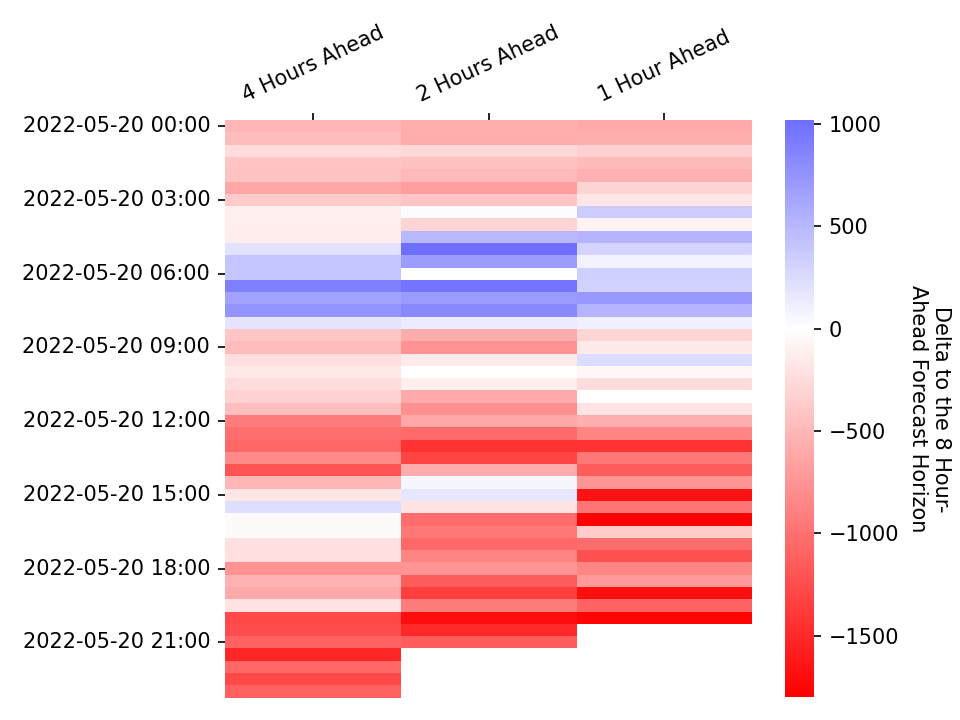 4 Hours Ahead
2 Hours Ahead
1 Hour Ahead
2022-05-20 00:00
2022-05-20 03:00
2022-05-20 06:00
2022-05-20 09:00
2022-05-20 12:00
2022-05-20 15:00
2022-05-20 18:00
2022-05-20 21:00
1000
500
0
−500
−1000
−1500
Delta to the 8 Hour-
Ahead Forecast Horizon